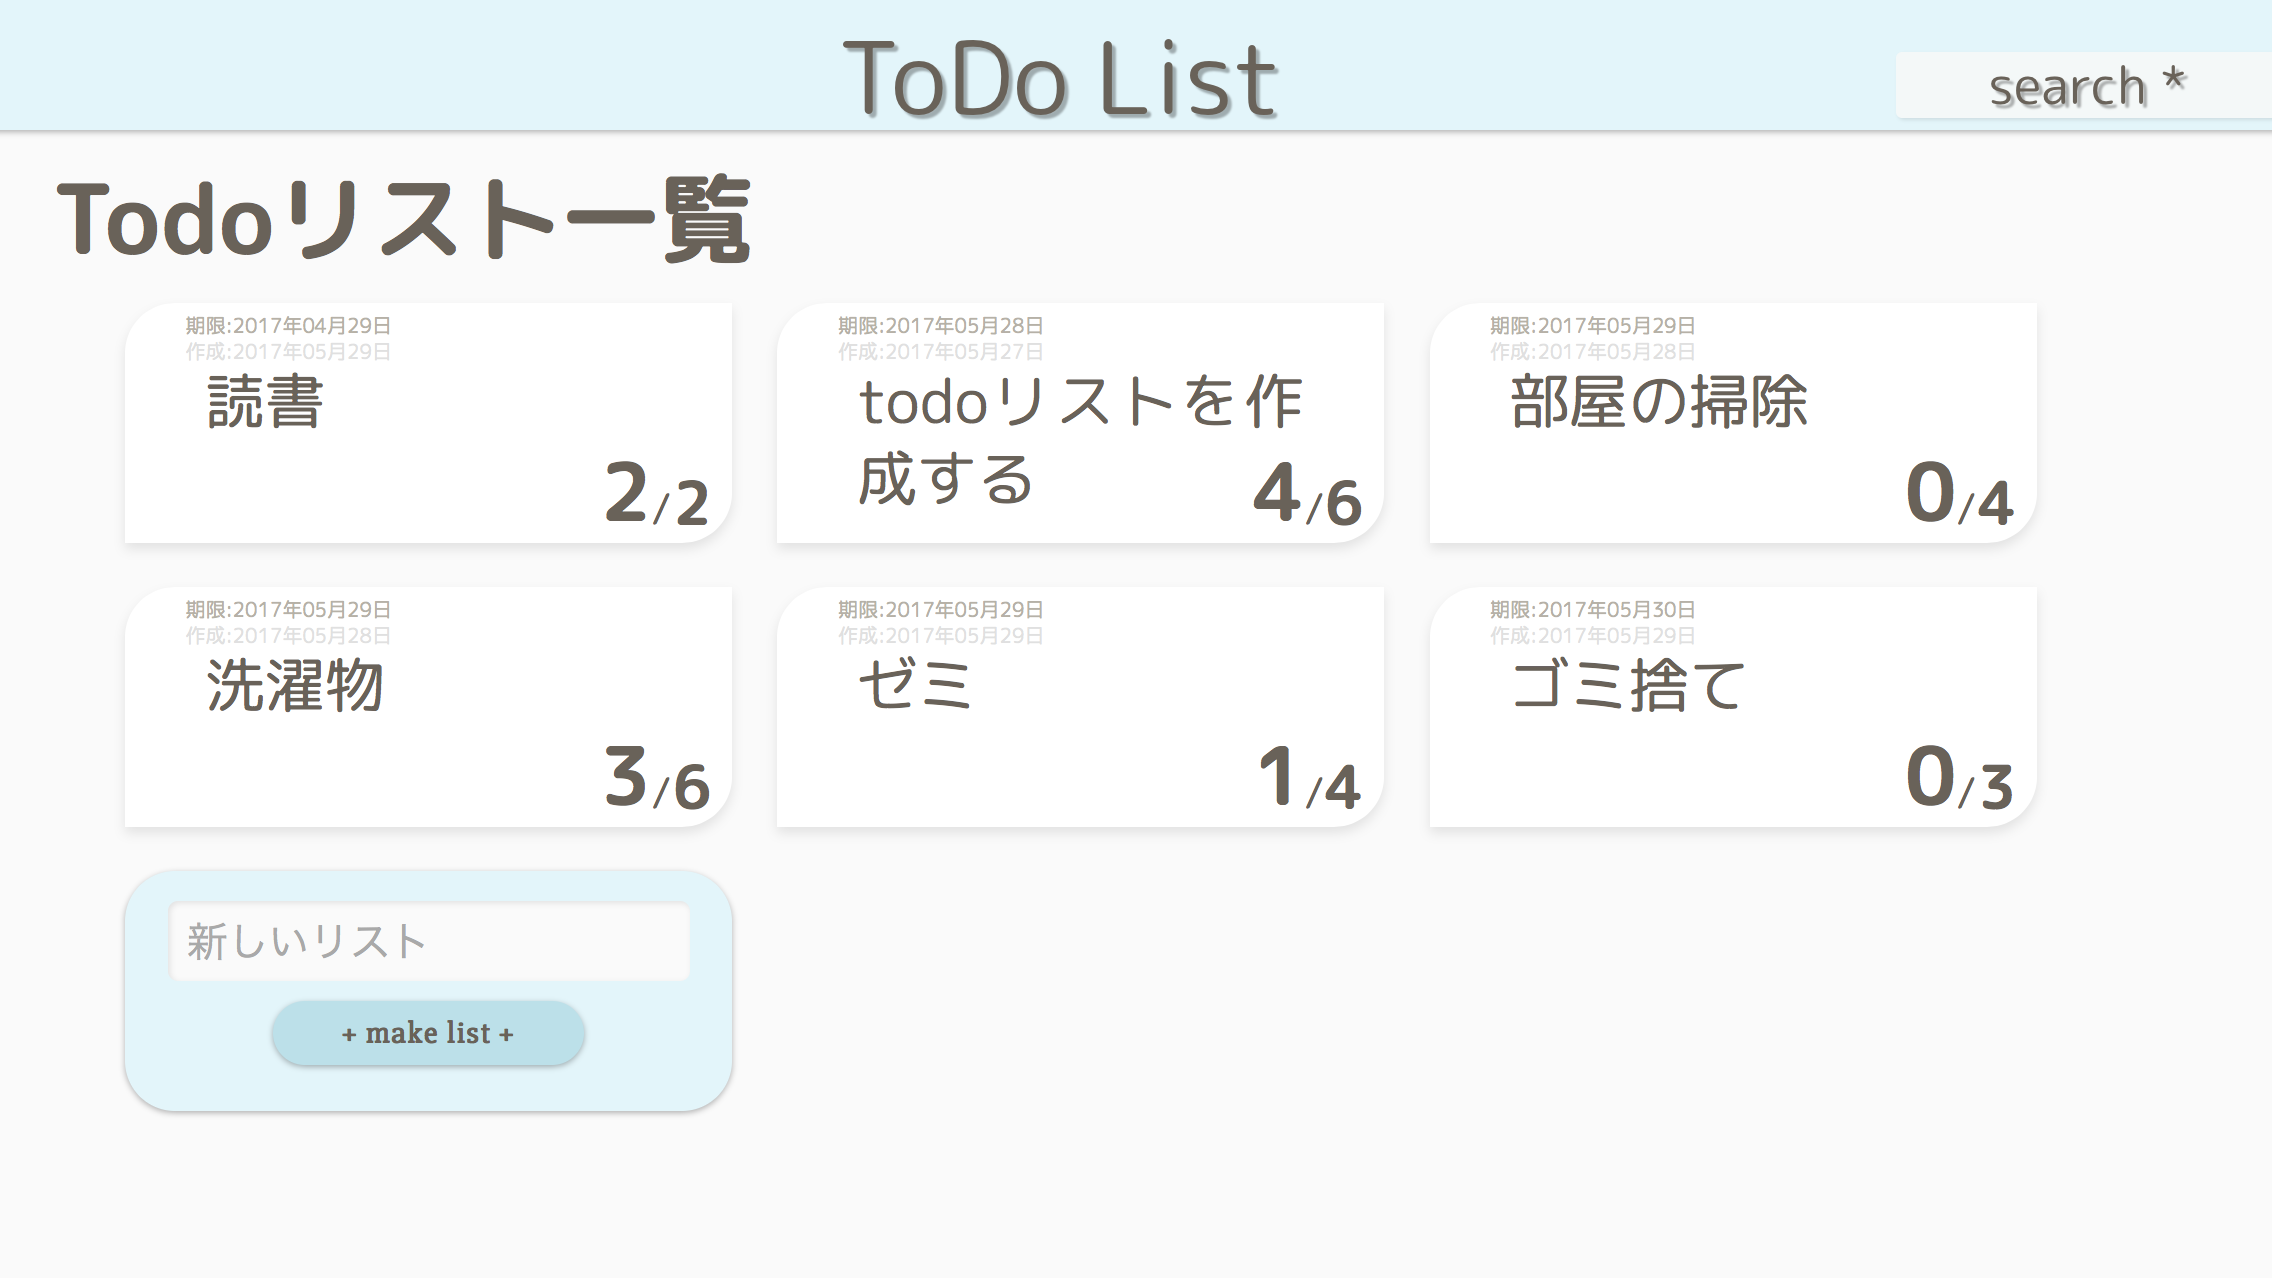 ToDo List
search *
Todoリスト一覧
期限:2017年04月29日
作成:2017年05月29日
読書
2/2
期限:2017年05月28日
作成:2017年05月27日
todoリストを作
成する
4/6
期限:2017年05月29日
作成:2017年05月28日
部屋の掃除
0/4
期限:2017年05月29日
作成:2017年05月28日
洗濯物
3/6
期限:2017年05月29日
作成:2017年05月29日
ゼミ
1/4
期限:2017年05月30日
作成:2017年05月29日
ゴミ捨て
0/3
新しいリスト
+ make list +